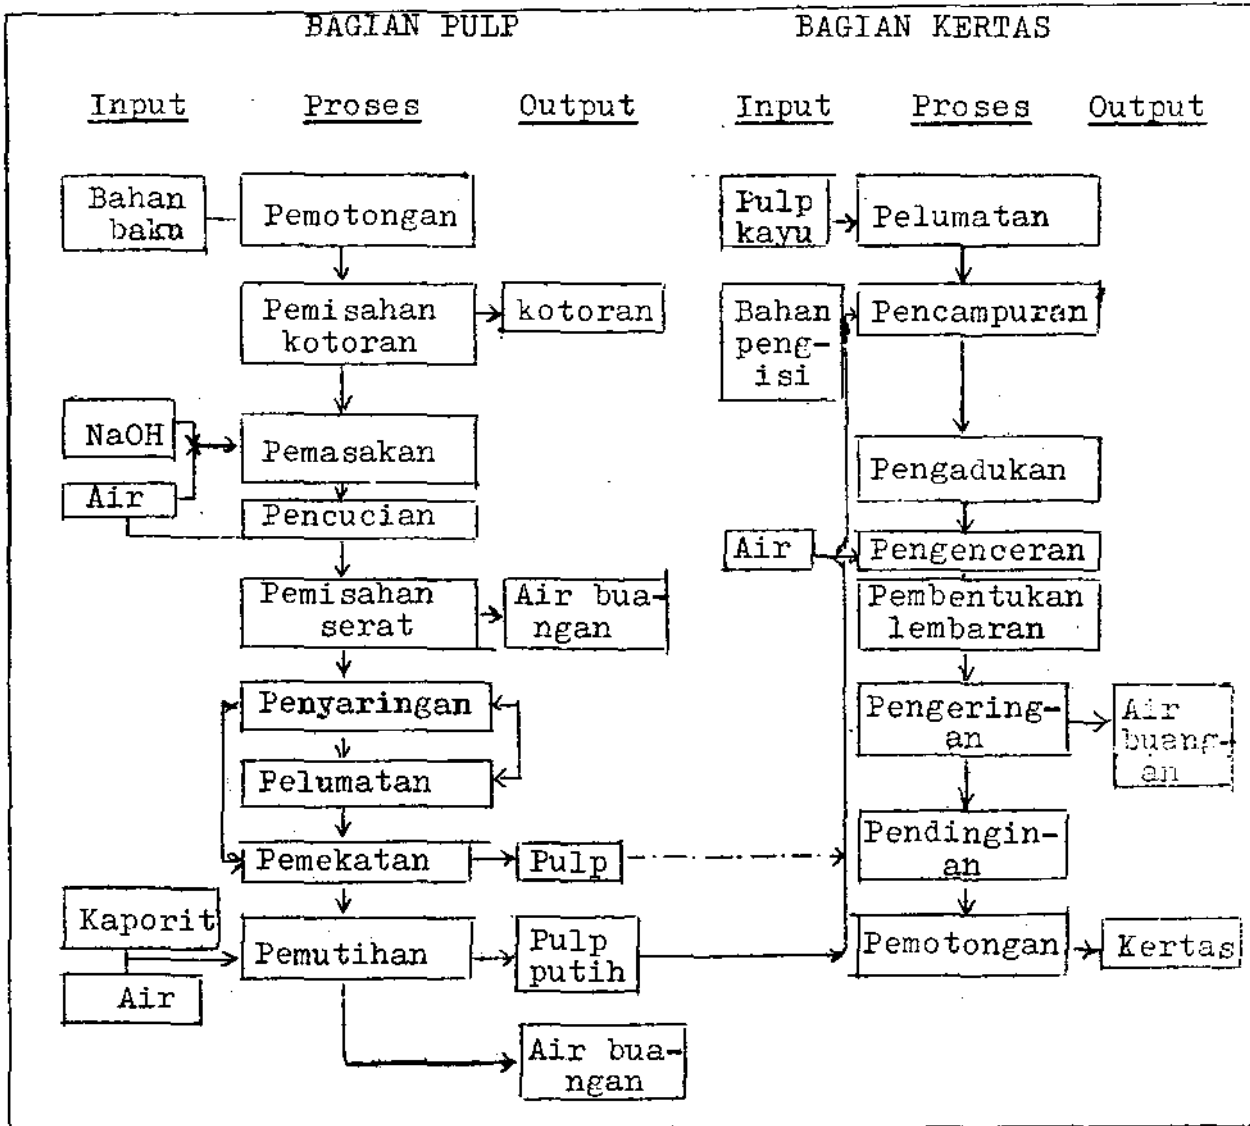 BAGIAN PULP
Input Proses Output
Bahan
baku
Pemotongan
Pemisahan
kotoran
kotoran
NaOH
Air
Pemasakan
Pencucian
Pemisahan
serat
Air bua-
ngan
Penyaringan
Pelumatan
Pemekatan
Pulp
Kaporit
Air
Pemutihan
Pulp
putih
Air bua-
ngan
BAGIAN KERTAS
Input Proses Output
Pulp
kayu
Pelumatan
Bahan
peng-
isi
Pencampuran
Pengadukan
Air
Pengenceran
Pembentukan
lembaran
Pengering-
an
Air
buang-
an
Pendingin-
an
Pemotongan
Kertas